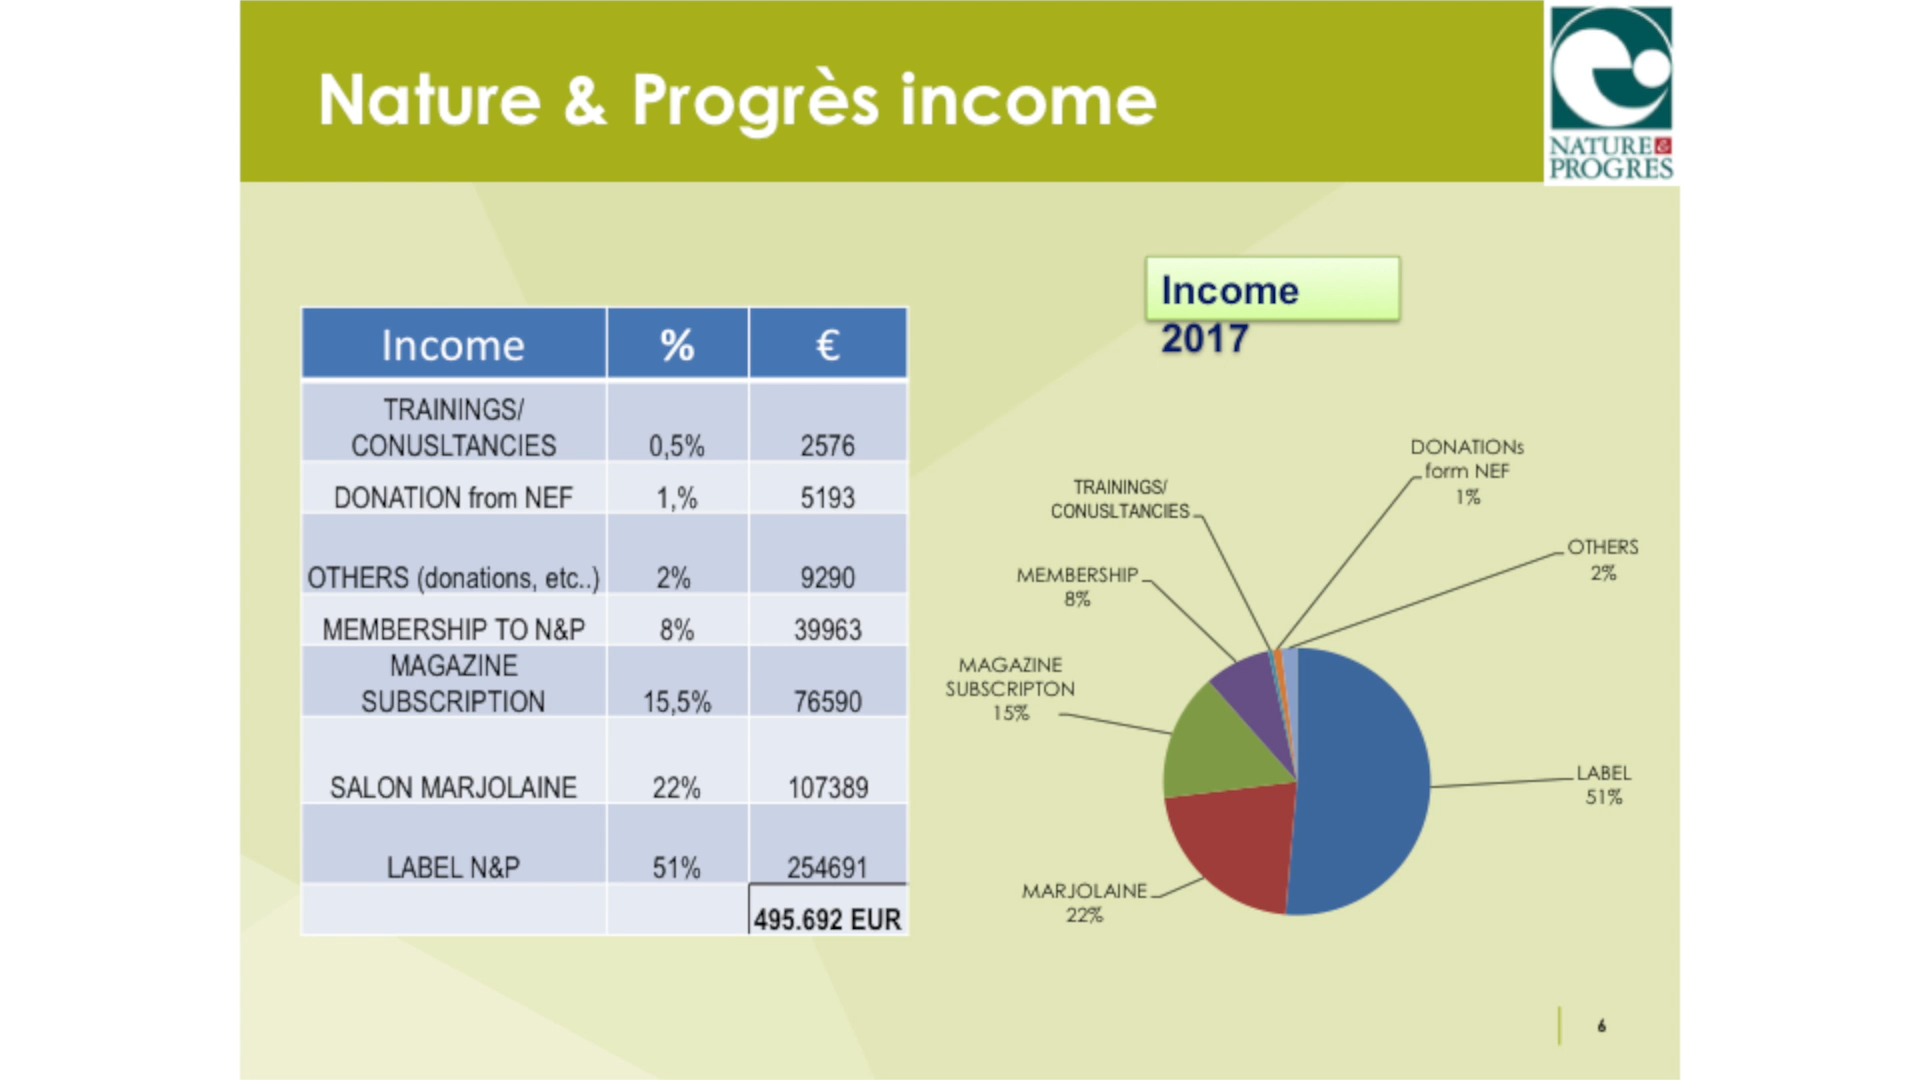 Nature & Progrès income
NATURE&
PROGRES
Income % €
TRAININGS/
CONUSLTANCIES 0,5% 2576
DONATION from NEF 1,% 5193
OTHERS (donations, etc..) 2% 9290
MEMBERSHIP TO N&P 8% 39963
MAGAZINE
SUBSCRIPTION 15,5% 76590
SALON MARJOLAINE 22% 107389
LABEL N&P 51% 254691
495.692 EUR
Income
2017
DONATIONs
form NEF
1%
TRAININGS/
CONUSLTANCIES
OTHERS
2%
MEMBERSHIP
8%
MAGAZINE
SUBSCRIPTON
15%
LABEL
51%
MARJOLAINE
22%
6